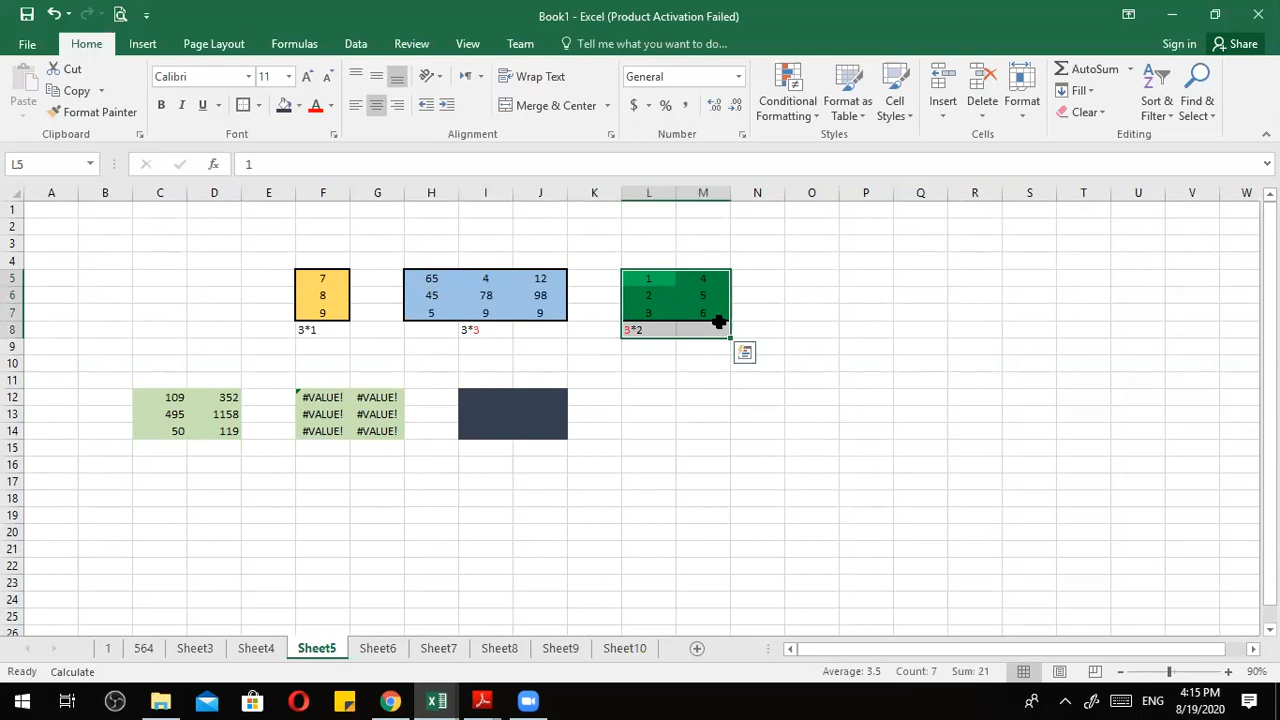 Book1 - Excel (Product Activation Failed)
File Home Insert Page Layout Formulas Data Review View Team Tell me what you want to do... Sign in Share
Cut
Copy
Format Painter
Paste
Clipboard
Calibri 11
B I U A
Font
Wrap Text
Merge & Center
Alignment
General
$ % ,
Number
Conditional Formatting
Format as Table
Cell Styles
Styles
Insert
Delete
Format
Cells
AutoSum
Fill
Clear
Sort & Filter
Find & Select
Editing
L5 fx 1
A B C D E F G H I J K L M N O P Q R S T U V W
1
2
3
4
5 7 65 4 12 1 4
6 8 45 78 98 2 5
7 9 5 9 9 3 6
8 3*1 3*3 3*2
9
10
11
12 109 352 #VALUE! #VALUE!
13 495 1158 #VALUE! #VALUE!
14 50 119 #VALUE! #VALUE!
15
16
17
18
19
20
21
22
23
24
25
26
1 564 Sheet3 Sheet4 Sheet5 Sheet6 Sheet7 Sheet8 Sheet9 Sheet10
Ready Calculate Average: 3.5 Count: 7 Sum: 21 90%
ENG 4:15 PM
8/19/2020